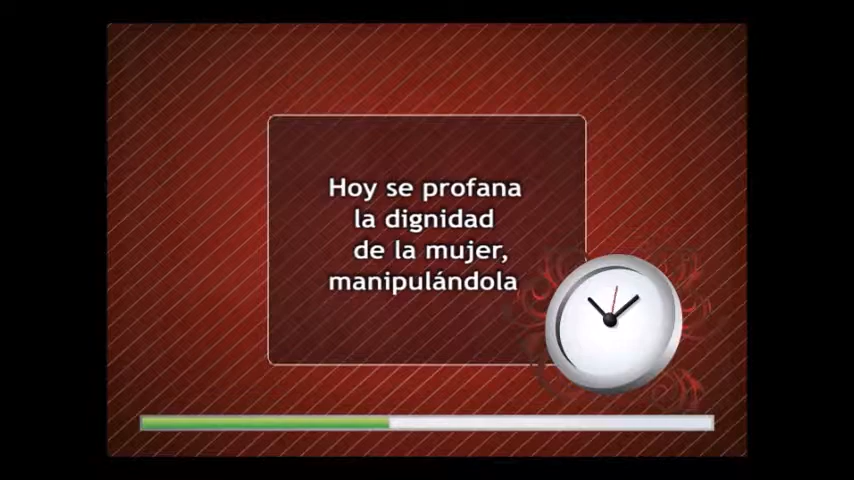 Hoy se profana
la dignidad
de la mujer,
manipulándola